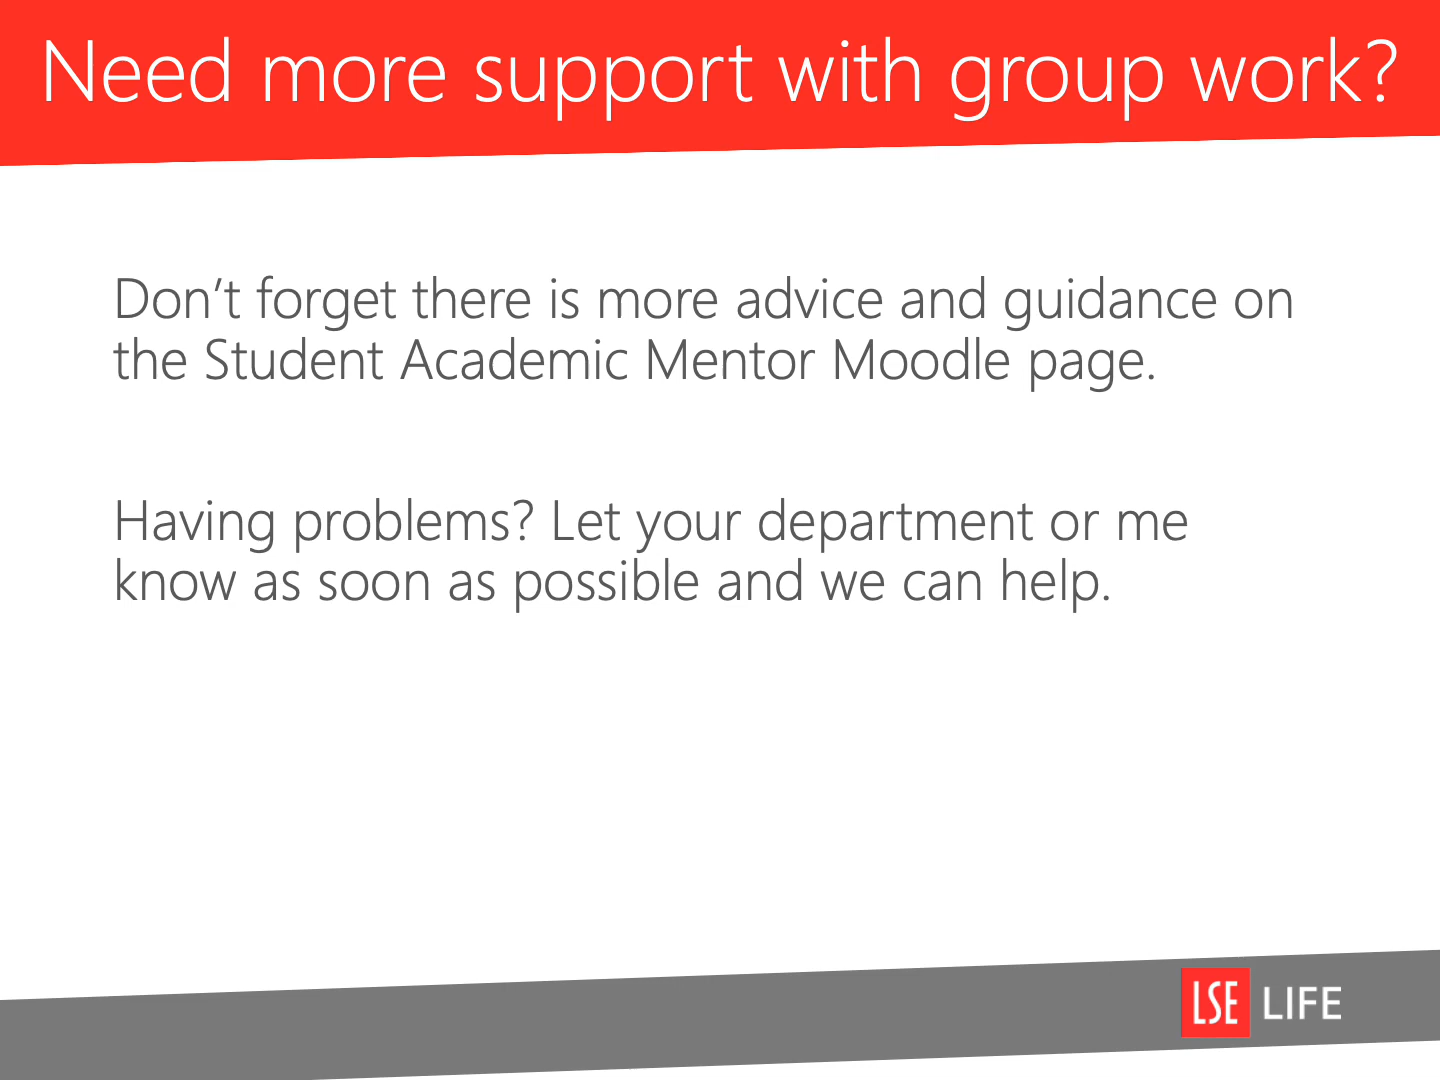 Need more support with group work?
Don’t forget there is more advice and guidance on
the Student Academic Mentor Moodle page.
Having problems? Let your department or me
know as soon as possible and we can help.
LSE LIFE